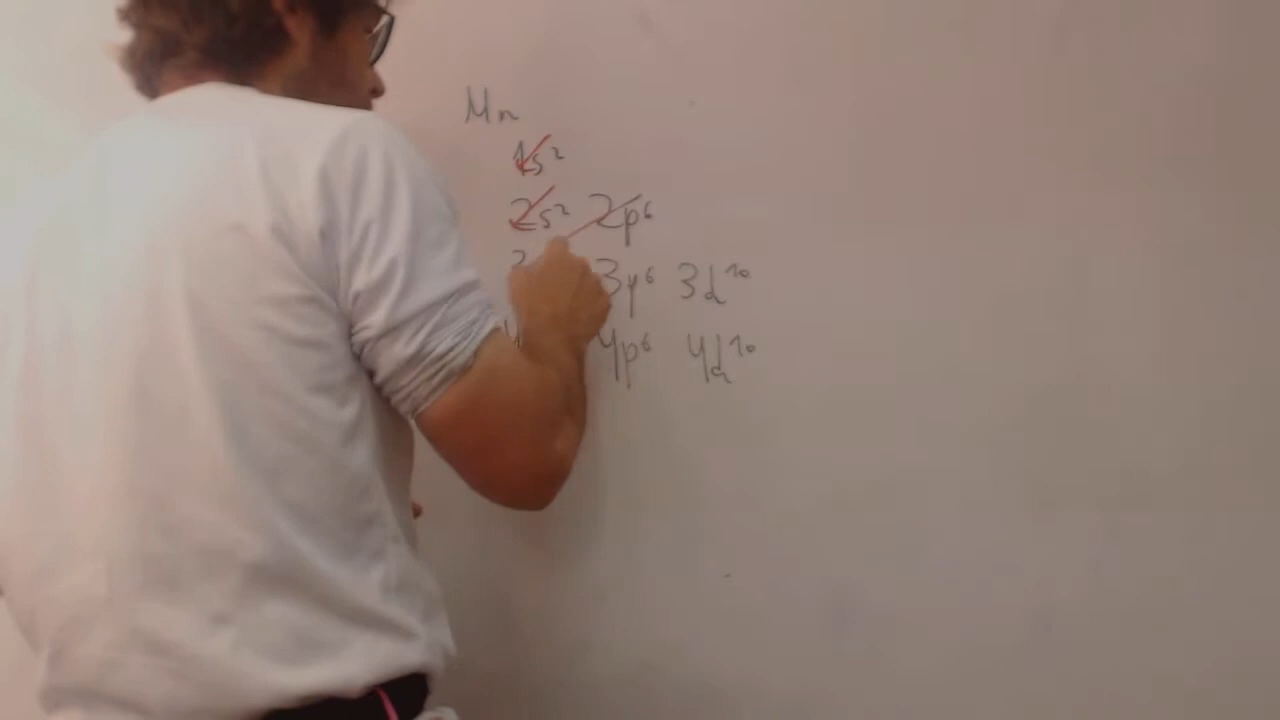 Mn
1s²
2s² 2p⁶
3p⁶ 3d¹⁰
4p⁶ 4d¹⁰